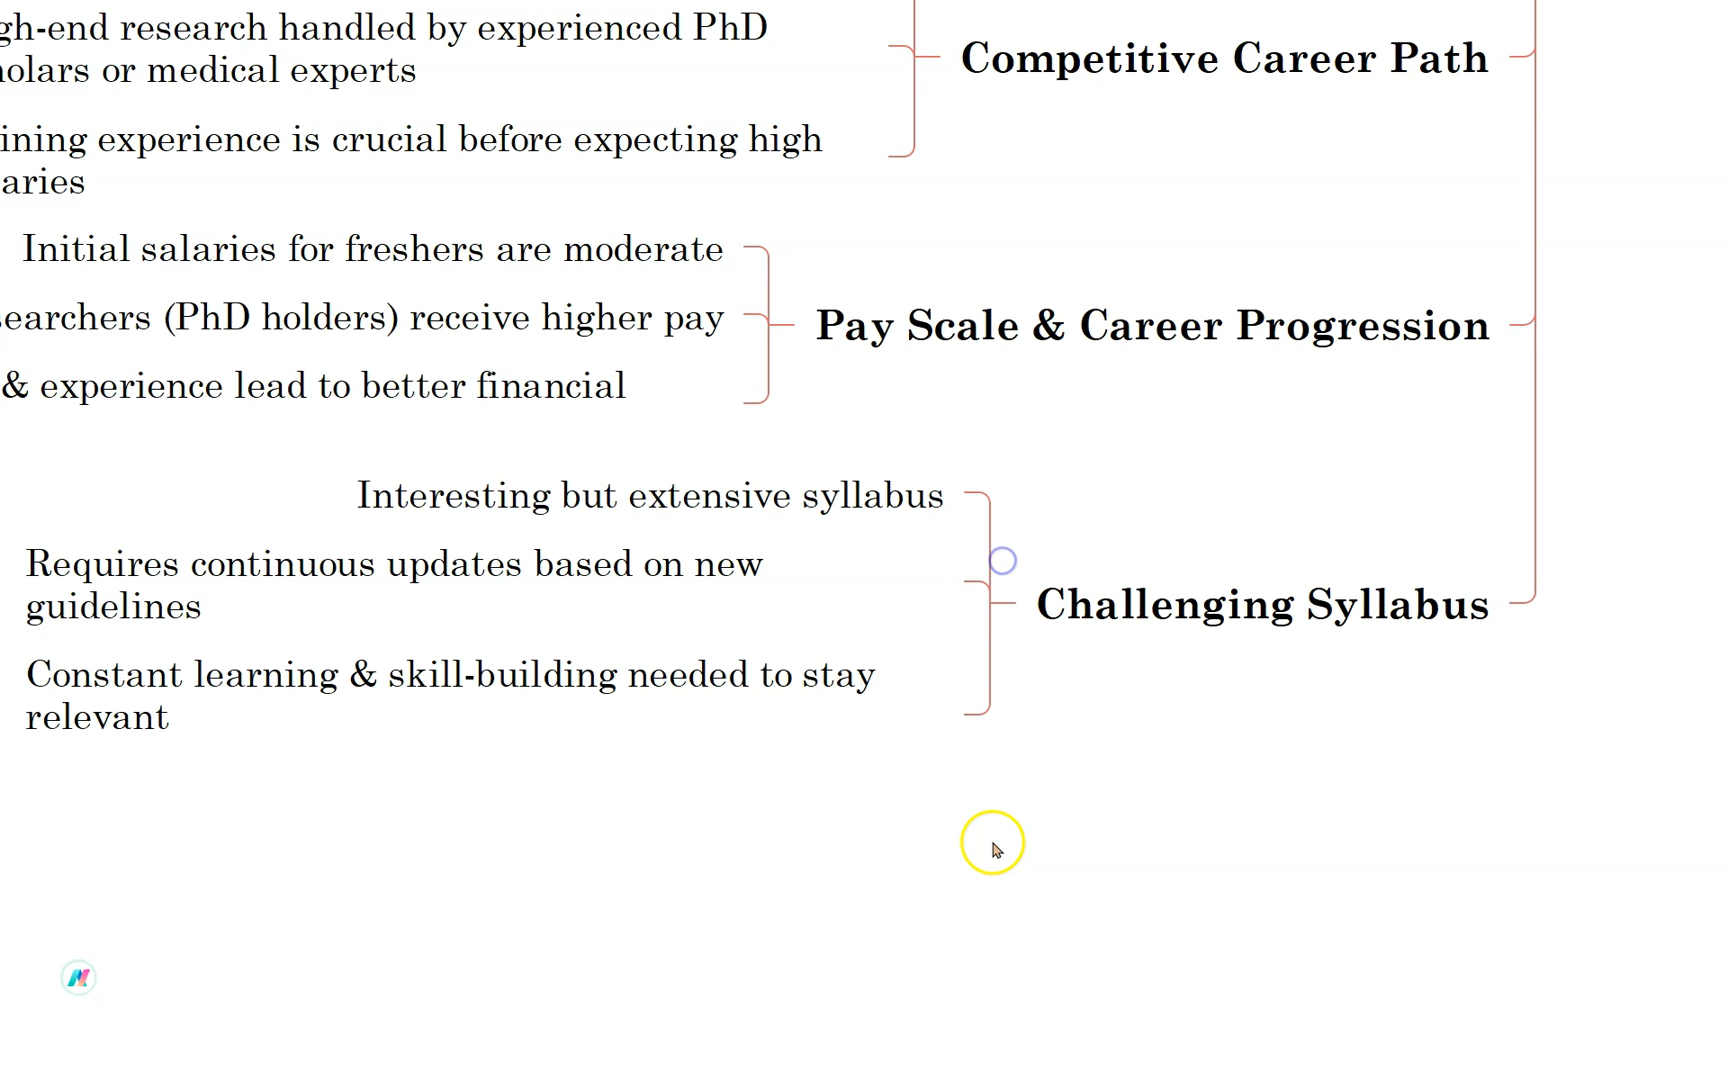 gh-end research handled by experienced PhD
olars or medical experts
Competitive Career Path
ining experience is crucial before expecting high
aries
Initial salaries for freshers are moderate
searchers (PhD holders) receive higher pay
Pay Scale & Career Progression
& experience lead to better financial
Interesting but extensive syllabus
Requires continuous updates based on new
guidelines
Challenging Syllabus
Constant learning & skill-building needed to stay
relevant